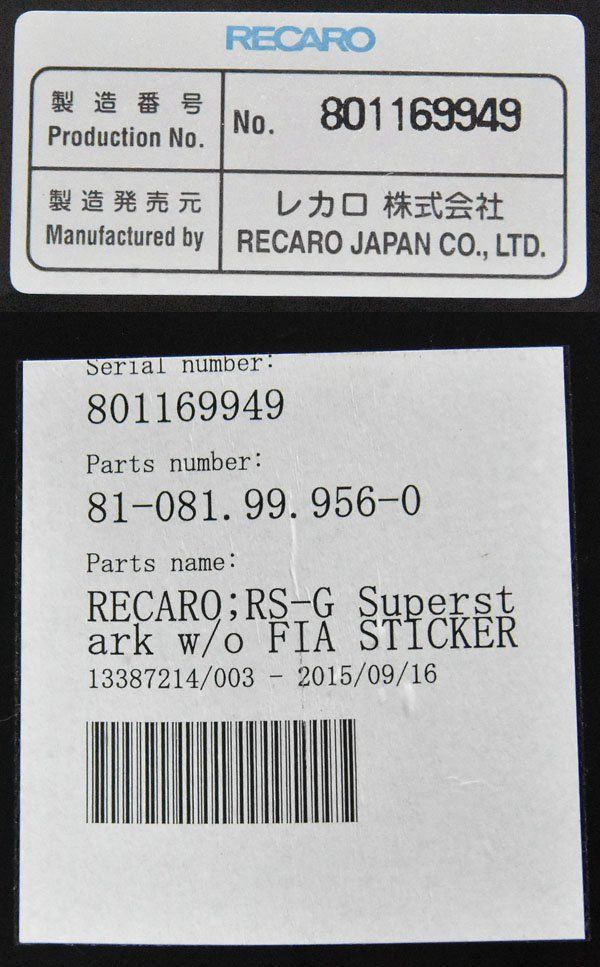 RECARO
製造番号
Production No.
No. 801169949
製造発売元
Manufactured by
レカロ 株式会社
RECARO JAPAN CO., LTD.
Serial number:
801169949
Parts number:
81-081.99.956-0
Parts name:
RECARO;RS-G Superst
ark w/o FIA STICKER
13387214/003 - 2015/09/16